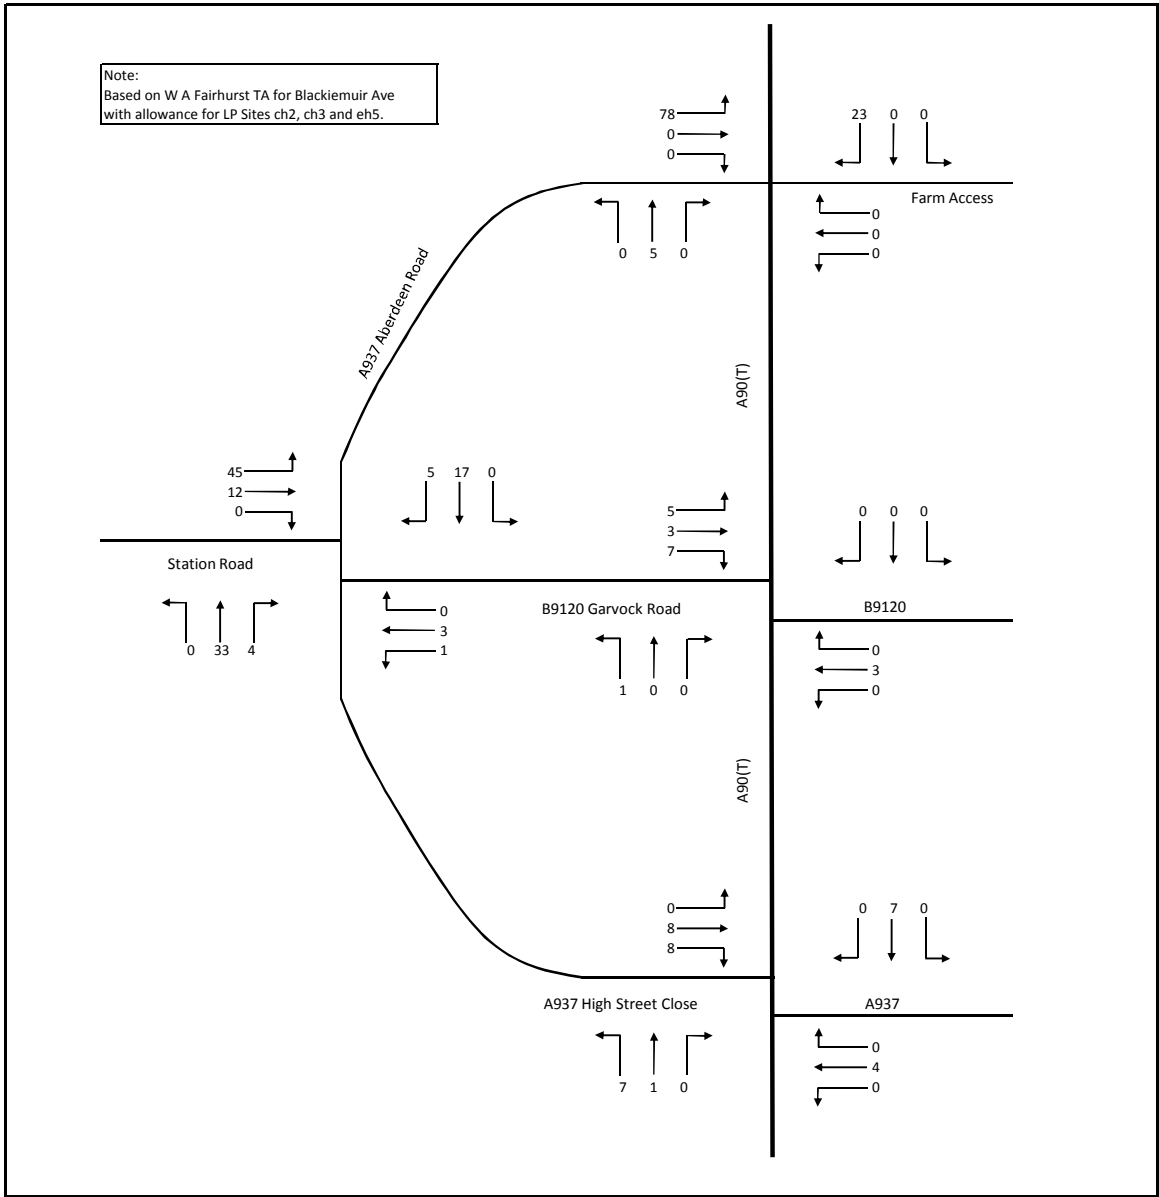 Note:
Based on W A Fairhurst TA for Blackiemuir Ave
with allowance for LP Sites ch2, ch3 and eh5.
78
0
0
23 0 0
Farm Access
0 5 0
0
0
0
A937 Aberdeen Road
A90(T)
45
12
0
5 17 0
5
3
7
0 0 0
Station Road
B9120 Garvock Road
B9120
0 33 4
0
3
1
1 0 0
0
3
0
A90(T)
0
8
8
0 7 0
A937 High Street Close
A937
7 1 0
0
4
0